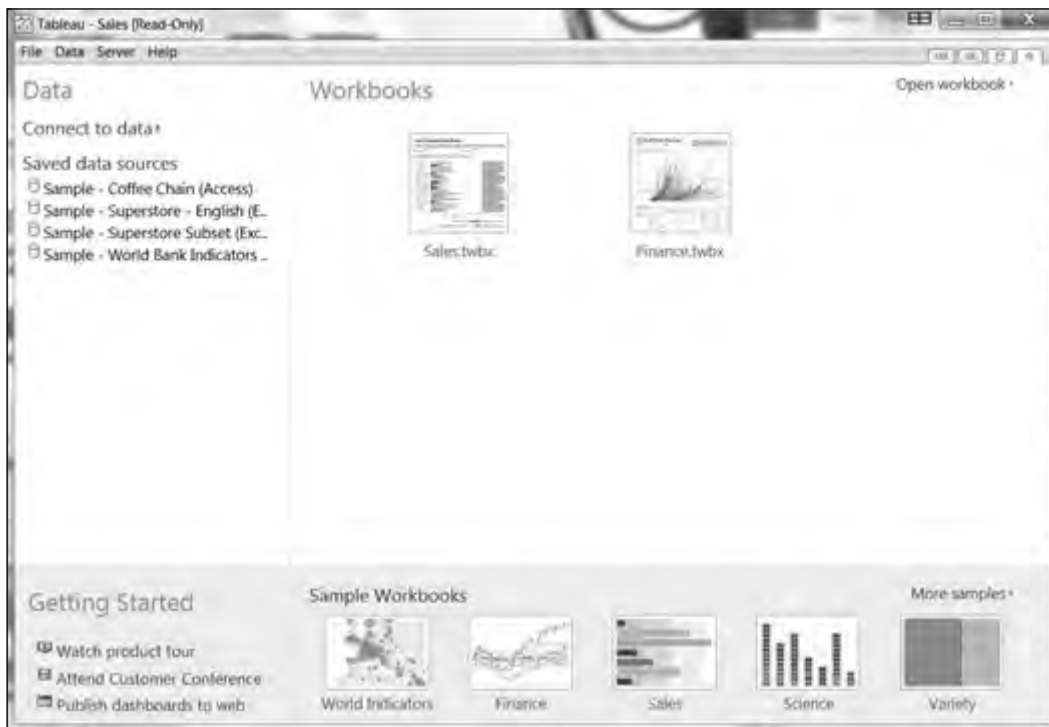 Tableau - Sales [Read-Only]
File Data Server Help
Data
Connect to data
Saved data sources
Sample - Coffee Chain (Access)
Sample - Superstore - English (E...
Sample - Superstore Subset (Exc...
Sample - World Bank Indicators ...
Workbooks
Open workbook
Sales.twbx
Finance.twbx
Getting Started
Watch product tour
Attend Customer Conference
Publish dashboards to web
Sample Workbooks
More samples
World Indicators
Finance
Sales
Science
Variety